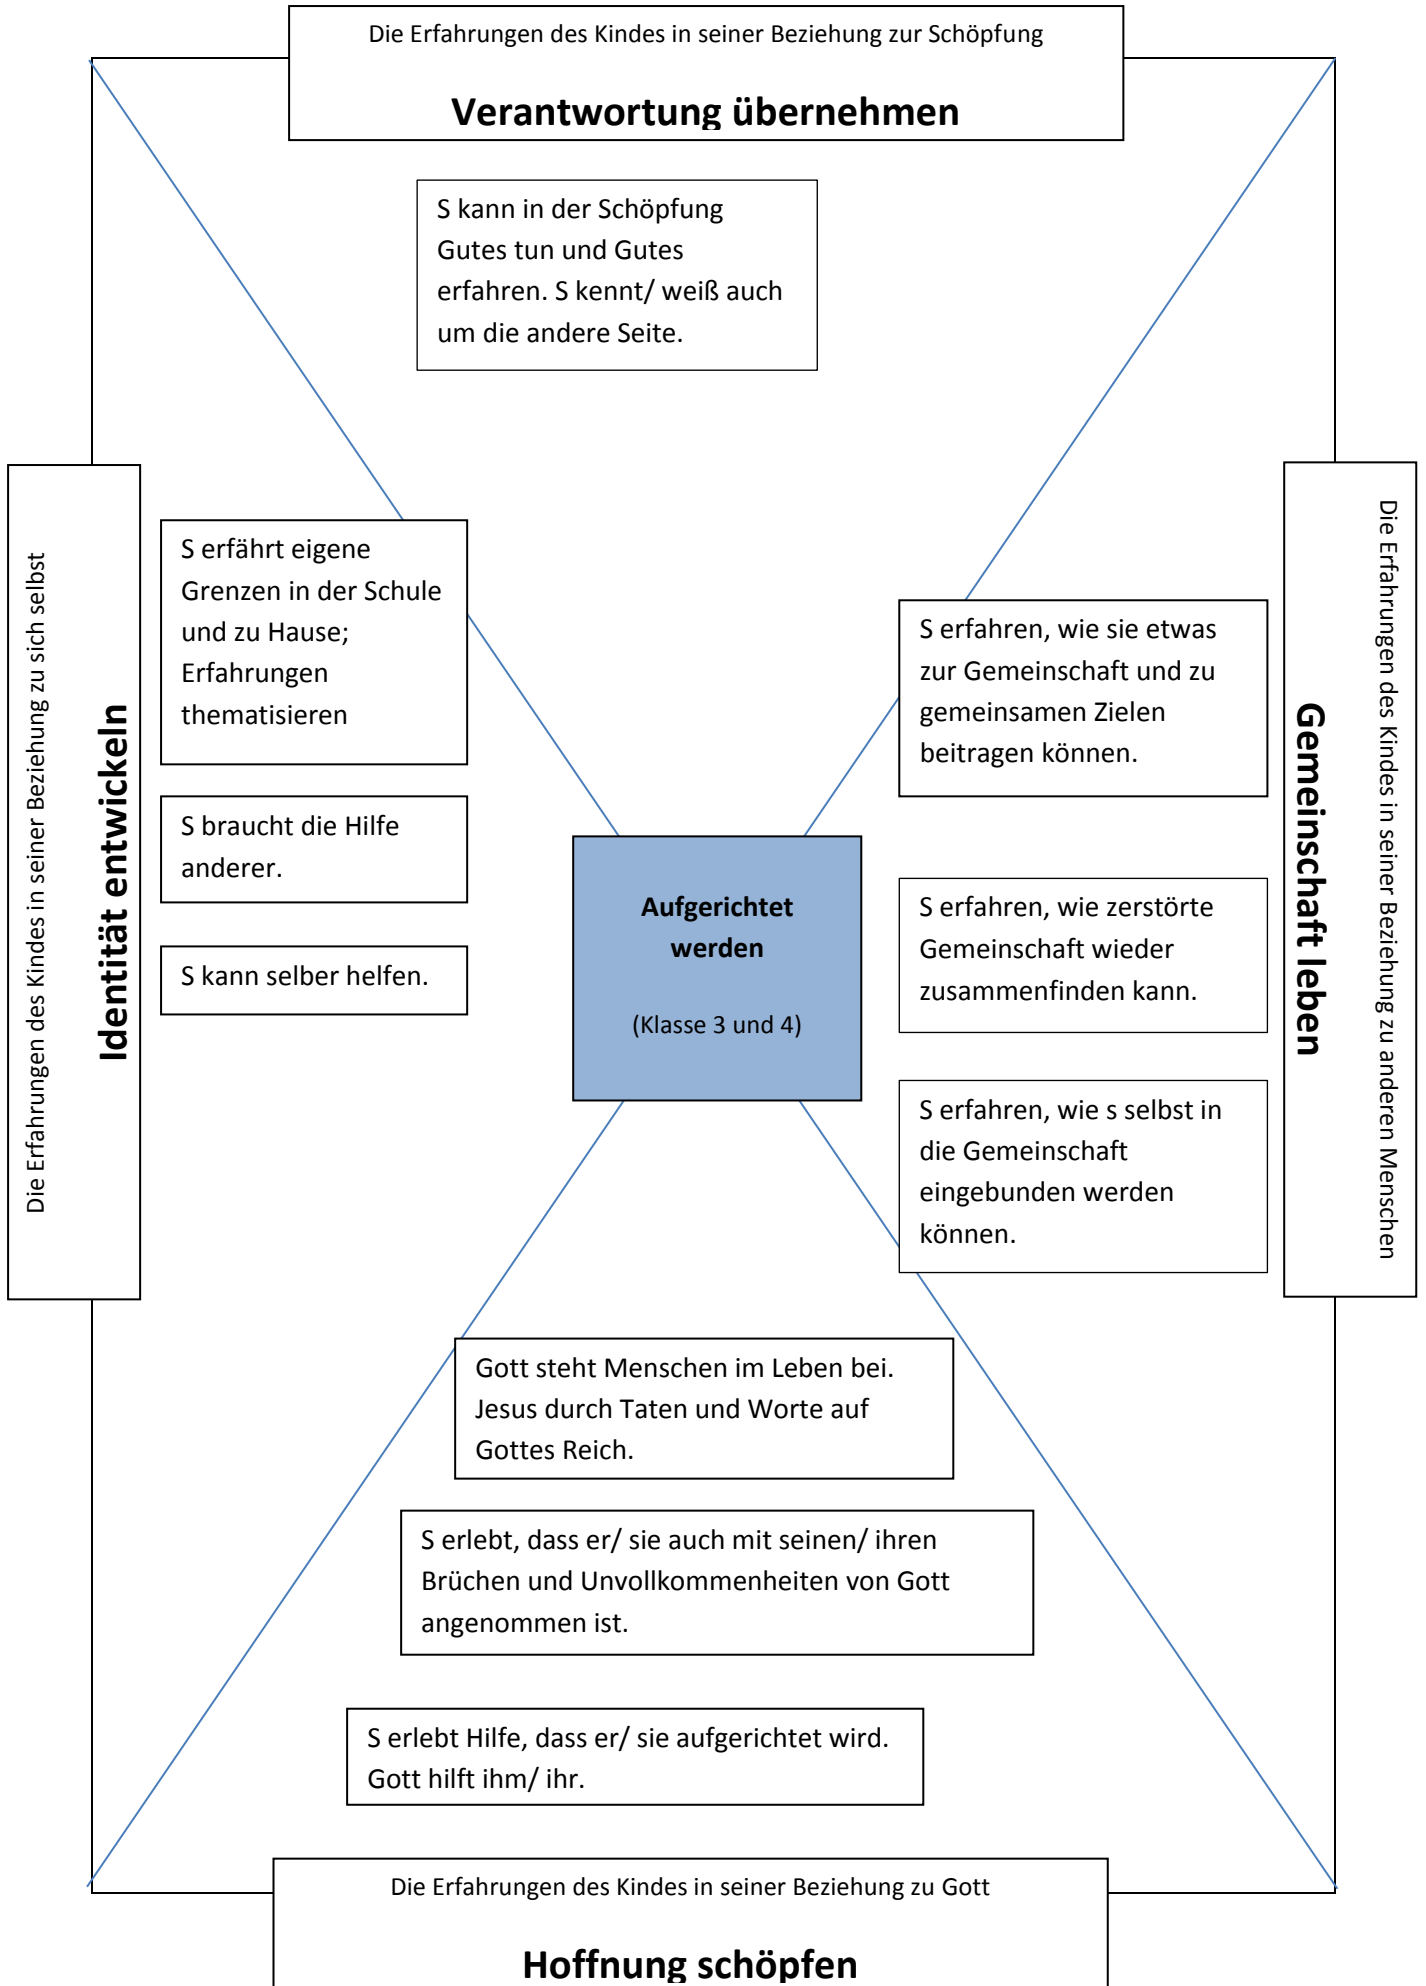 Die Erfahrungen des Kindes in seiner Beziehung zur Schöpfung
Verantwortung übernehmen
S kann in der Schöpfung
Gutes tun und Gutes
erfahren. S kennt/ weiß auch
um die andere Seite.
Die Erfahrungen des Kindes in seiner Beziehung zu sich selbst
Identität entwickeln
S erfährt eigene
Grenzen in der Schule
und zu Hause;
Erfahrungen
thematisieren
S braucht die Hilfe
anderer.
S kann selber helfen.
Aufgerichtet
werden
(Klasse 3 und 4)
S erfahren, wie sie etwas
zur Gemeinschaft und zu
gemeinsamen Zielen
beitragen können.
S erfahren, wie zerstörte
Gemeinschaft wieder
zusammenfinden kann.
S erfahren, wie s selbst in
die Gemeinschaft
eingebunden werden
können.
Die Erfahrungen des Kindes in seiner Beziehung zu anderen Menschen
Gemeinschaft leben
Gott steht Menschen im Leben bei.
Jesus durch Taten und Worte auf
Gottes Reich.
S erlebt, dass er/ sie auch mit seinen/ ihren
Brüchen und Unvollkommenheiten von Gott
angenommen ist.
S erlebt Hilfe, dass er/ sie aufgerichtet wird.
Gott hilft ihm/ ihr.
Die Erfahrungen des Kindes in seiner Beziehung zu Gott
Hoffnung schöpfen